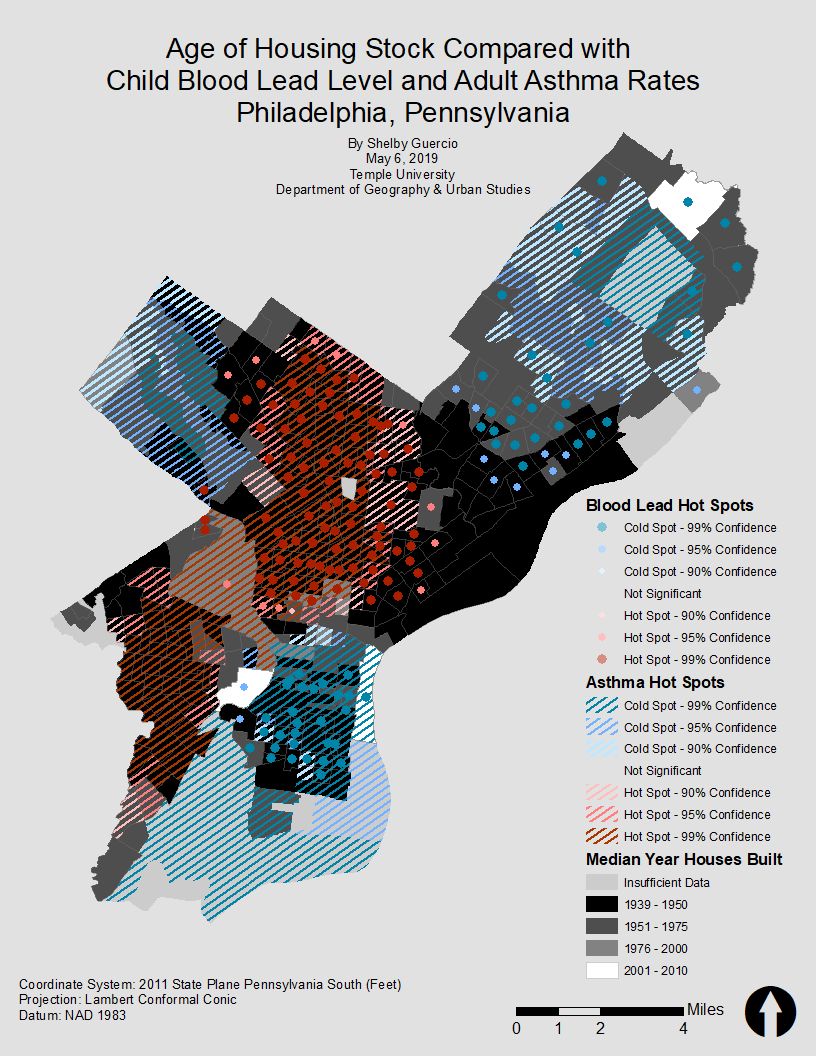 Age of Housing Stock Compared with
Child Blood Lead Level and Adult Asthma Rates
Philadelphia, Pennsylvania
By Shelby Guercio
May 6, 2019
Temple University
Department of Geography & Urban Studies
Blood Lead Hot Spots
Cold Spot - 99% Confidence
Cold Spot - 95% Confidence
Cold Spot - 90% Confidence
Not Significant
Hot Spot - 90% Confidence
Hot Spot - 95% Confidence
Hot Spot - 99% Confidence
Asthma Hot Spots
Cold Spot - 99% Confidence
Cold Spot - 95% Confidence
Cold Spot - 90% Confidence
Not Significant
Hot Spot - 90% Confidence
Hot Spot - 95% Confidence
Hot Spot - 99% Confidence
Median Year Houses Built
Insufficient Data
1939 - 1950
1951 - 1975
1976 - 2000
2001 - 2010
Coordinate System: 2011 State Plane Pennsylvania South (Feet)
Projection: Lambert Conformal Conic
Datum: NAD 1983
Miles
0 1 2 4